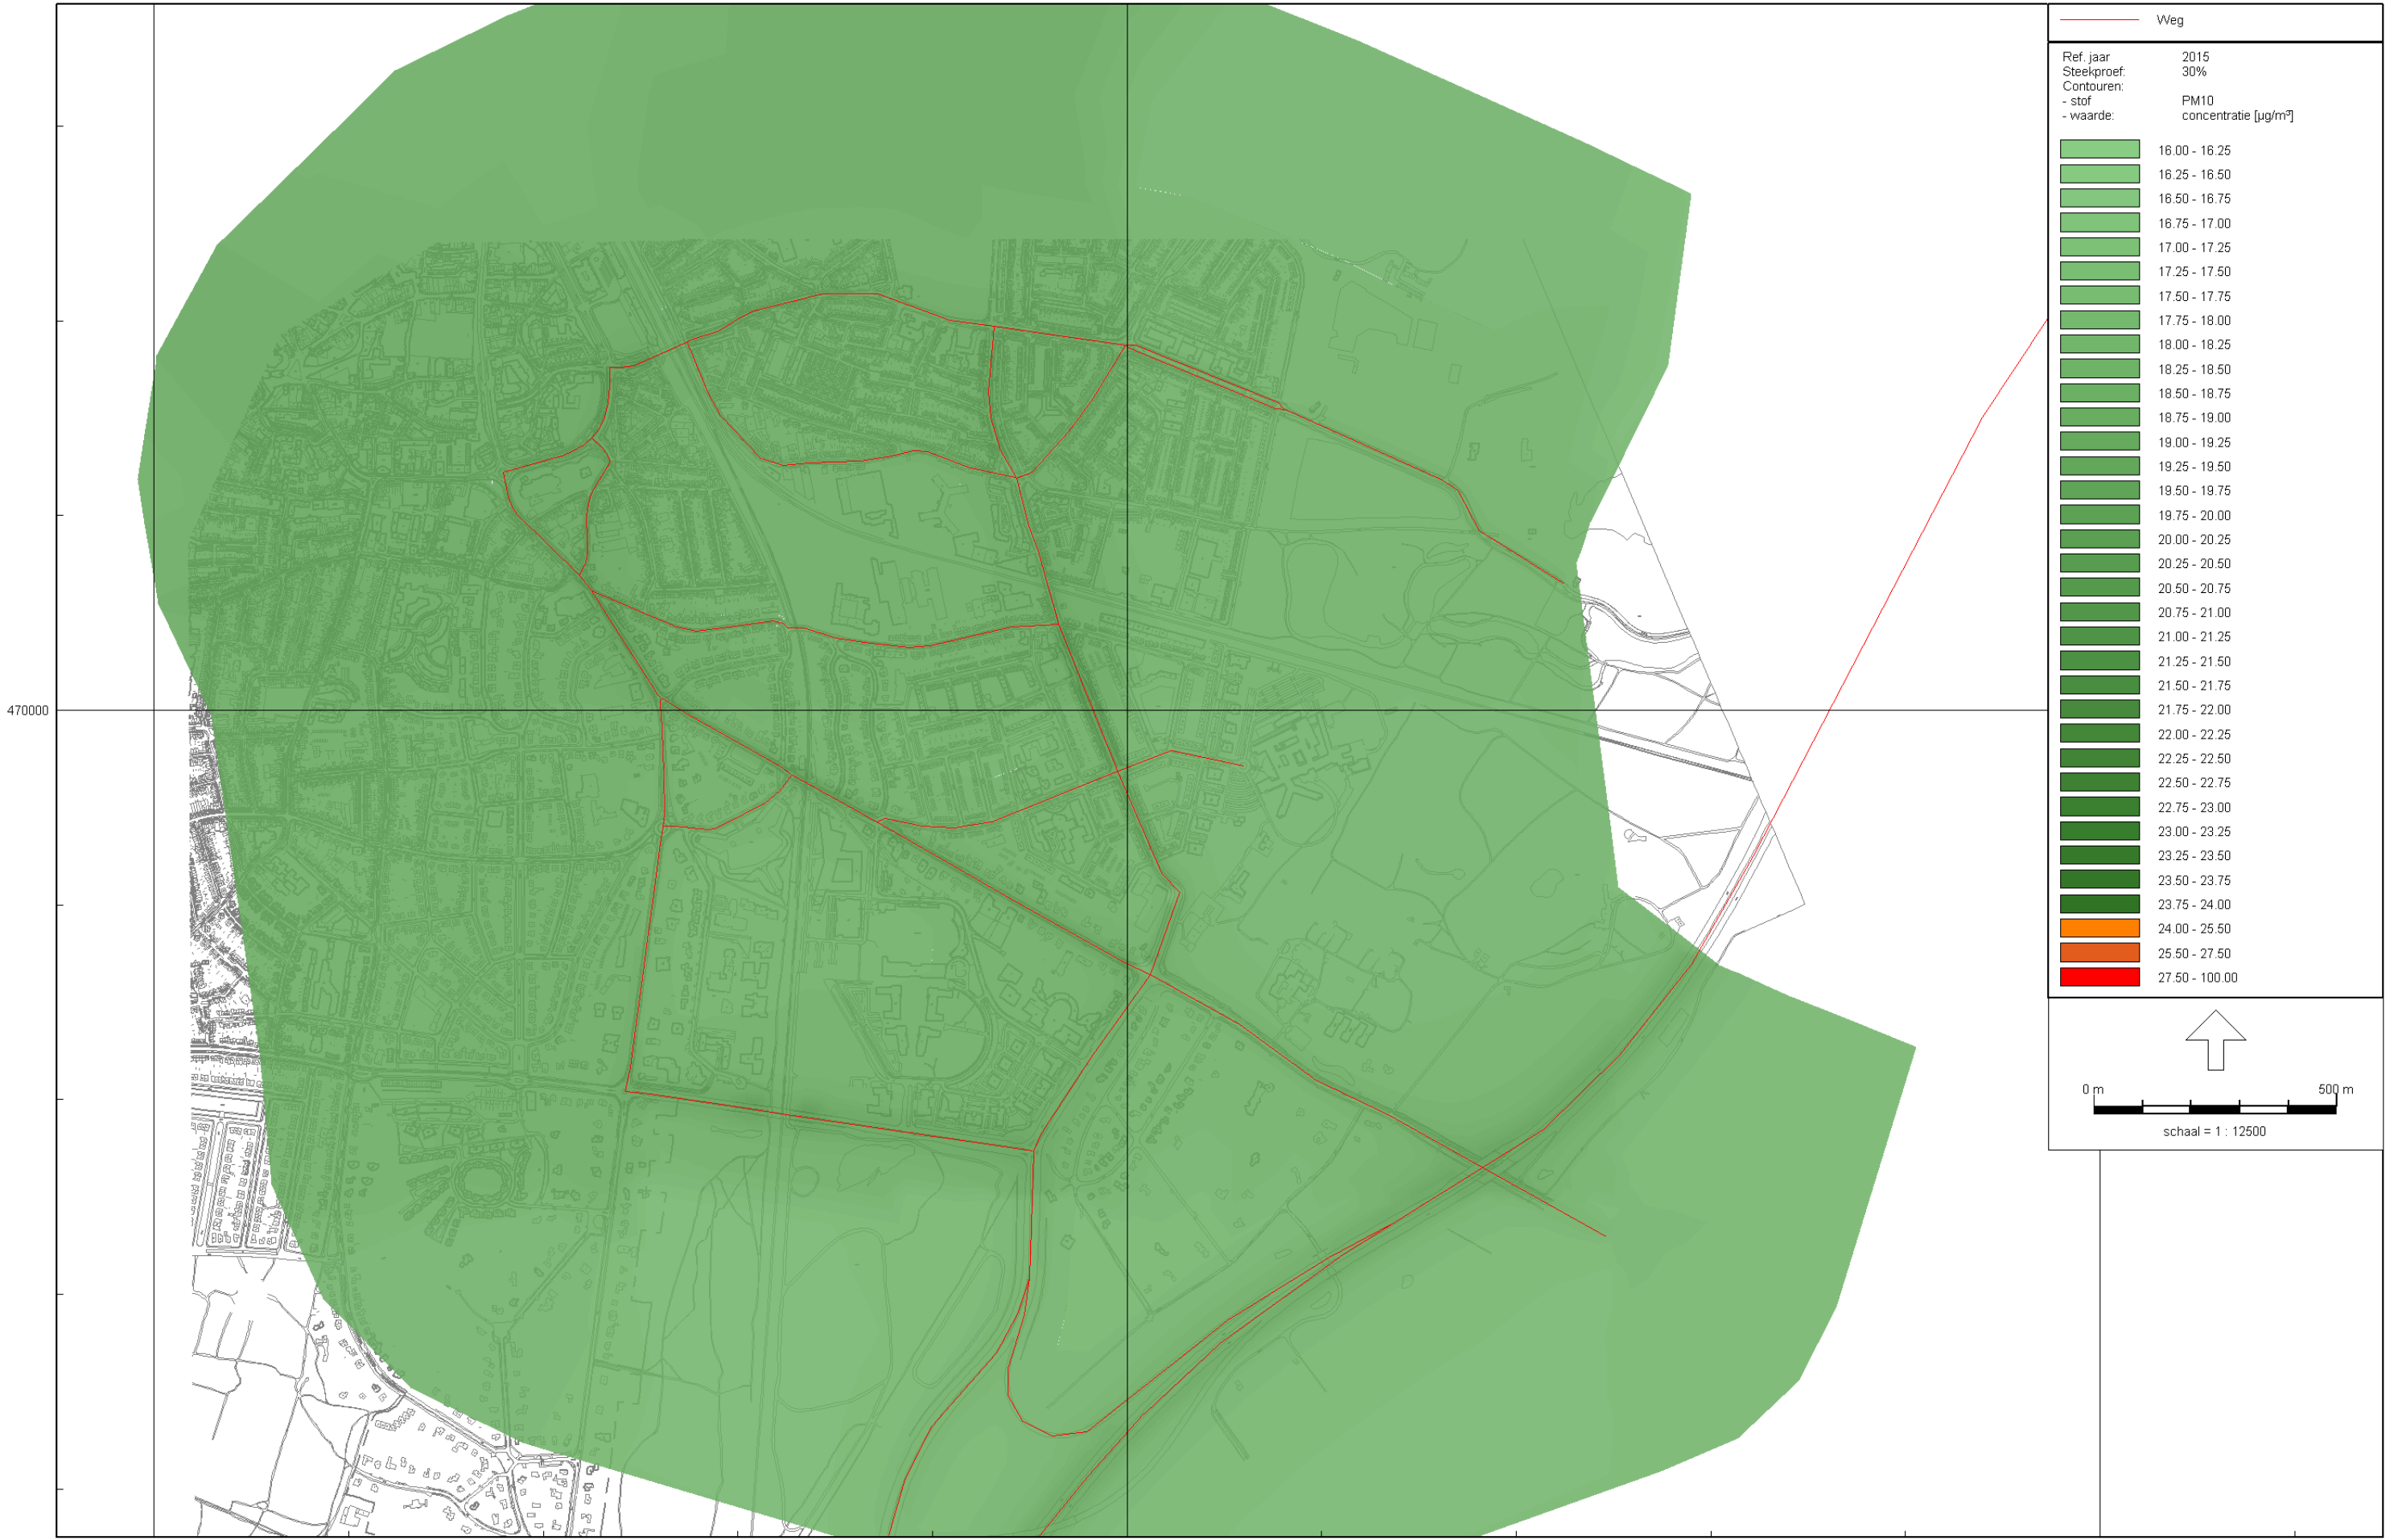 Weg
Ref. jaar 2015
Steekproef: 30%
Contouren:
- stof PM10
- waarde: concentratie [µg/m³]
16.00 - 16.25
16.25 - 16.50
16.50 - 16.75
16.75 - 17.00
17.00 - 17.25
17.25 - 17.50
17.50 - 17.75
17.75 - 18.00
18.00 - 18.25
18.25 - 18.50
18.50 - 18.75
18.75 - 19.00
19.00 - 19.25
19.25 - 19.50
19.50 - 19.75
19.75 - 20.00
20.00 - 20.25
20.25 - 20.50
20.50 - 20.75
20.75 - 21.00
21.00 - 21.25
21.25 - 21.50
21.50 - 21.75
21.75 - 22.00
22.00 - 22.25
22.25 - 22.50
22.50 - 22.75
22.75 - 23.00
23.00 - 23.25
23.25 - 23.50
23.50 - 23.75
23.75 - 24.00
24.00 - 25.50
25.50 - 27.50
27.50 - 100.00
470000
0 m 500 m
schaal = 1 : 12500